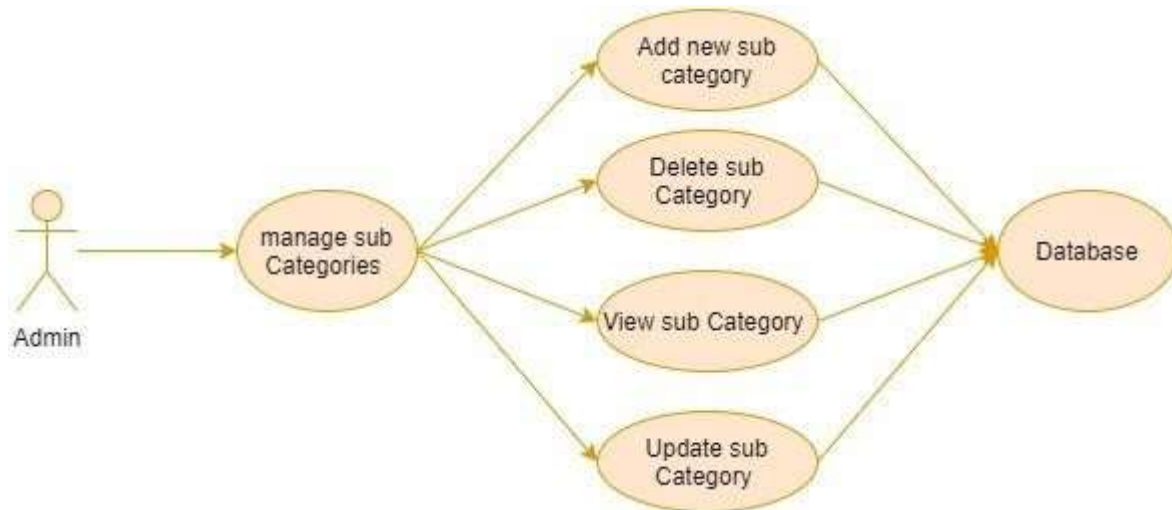 Add new sub
category
Delete sub
Category
manage sub
Categories
Database
View sub Category
Admin
Update sub
Category